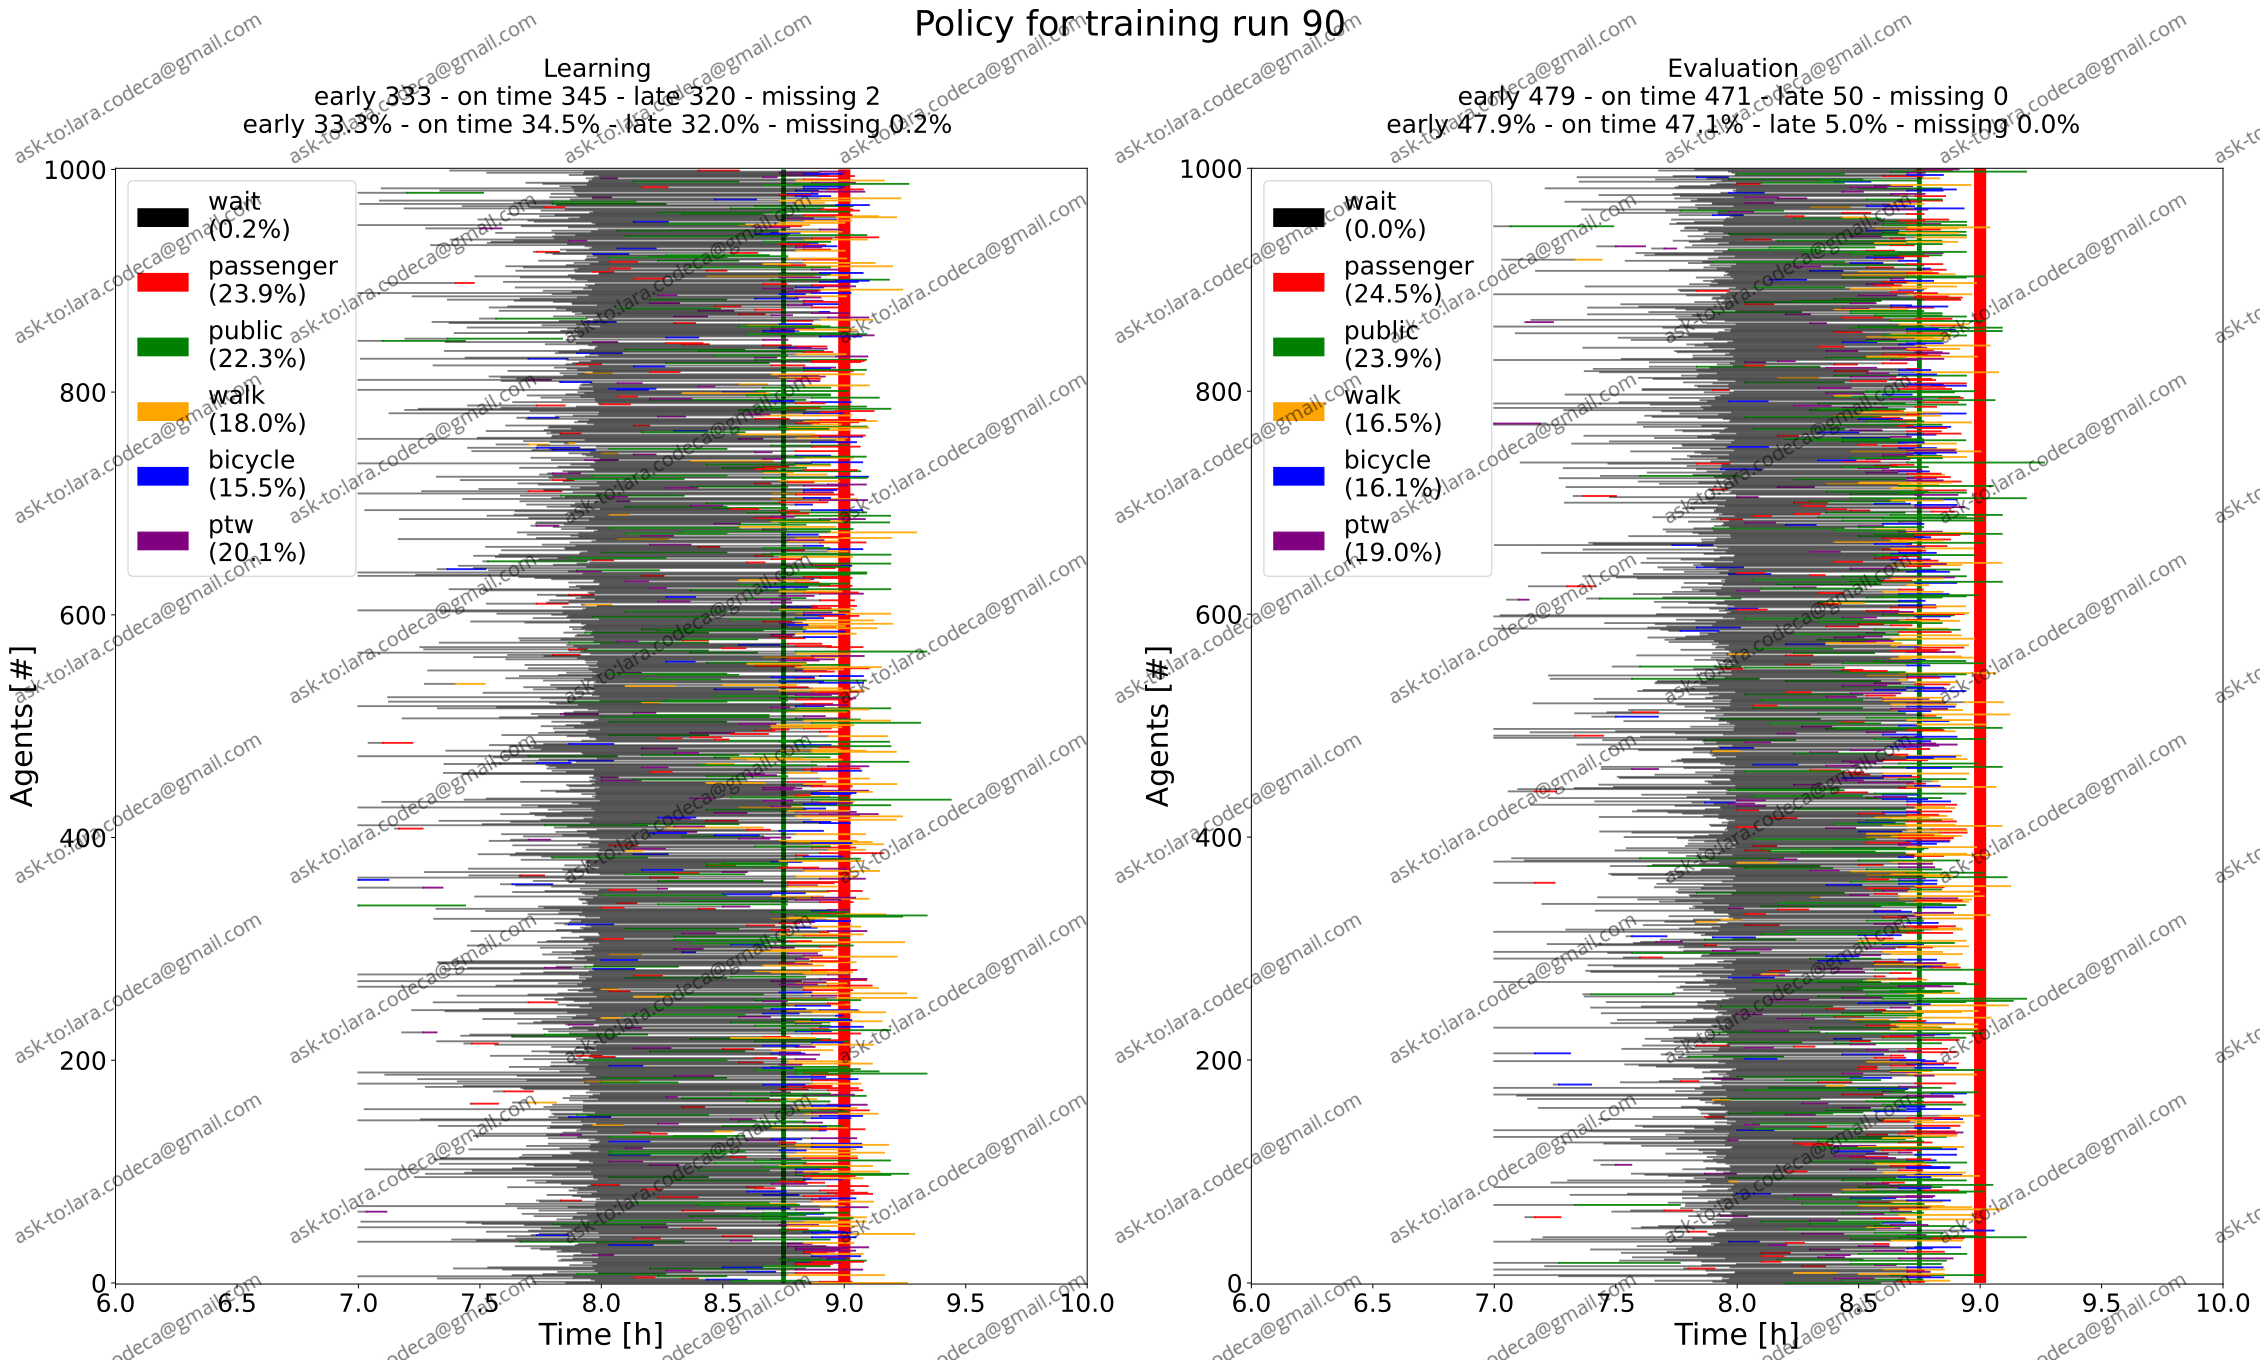 Policy for training run 90
Learning
early 333 - on time 345 - late 320 - missing 2
early 33.3% - on time 34.5% - late 32.0% - missing 0.2%
1000
800
600
400
200
0
Agents [#]
wait
(0.2%)
passenger
(23.9%)
public
(22.3%)
walk
(18.0%)
bicycle
(15.5%)
ptw
(20.1%)
6.0 6.5 7.0 7.5 8.0 8.5 9.0 9.5 10.0
Time [h]
Evaluation
early 479 - on time 471 - late 50 - missing 0
early 47.9% - on time 47.1% - late 5.0% - missing 0.0%
1000
800
600
400
200
0
Agents [#]
wait
(0.0%)
passenger
(24.5%)
public
(23.9%)
walk
(16.5%)
bicycle
(16.1%)
ptw
(19.0%)
6.0 6.5 7.0 7.5 8.0 8.5 9.0 9.5 10.0
Time [h]
ask-to:lara.codeca@gmail.com